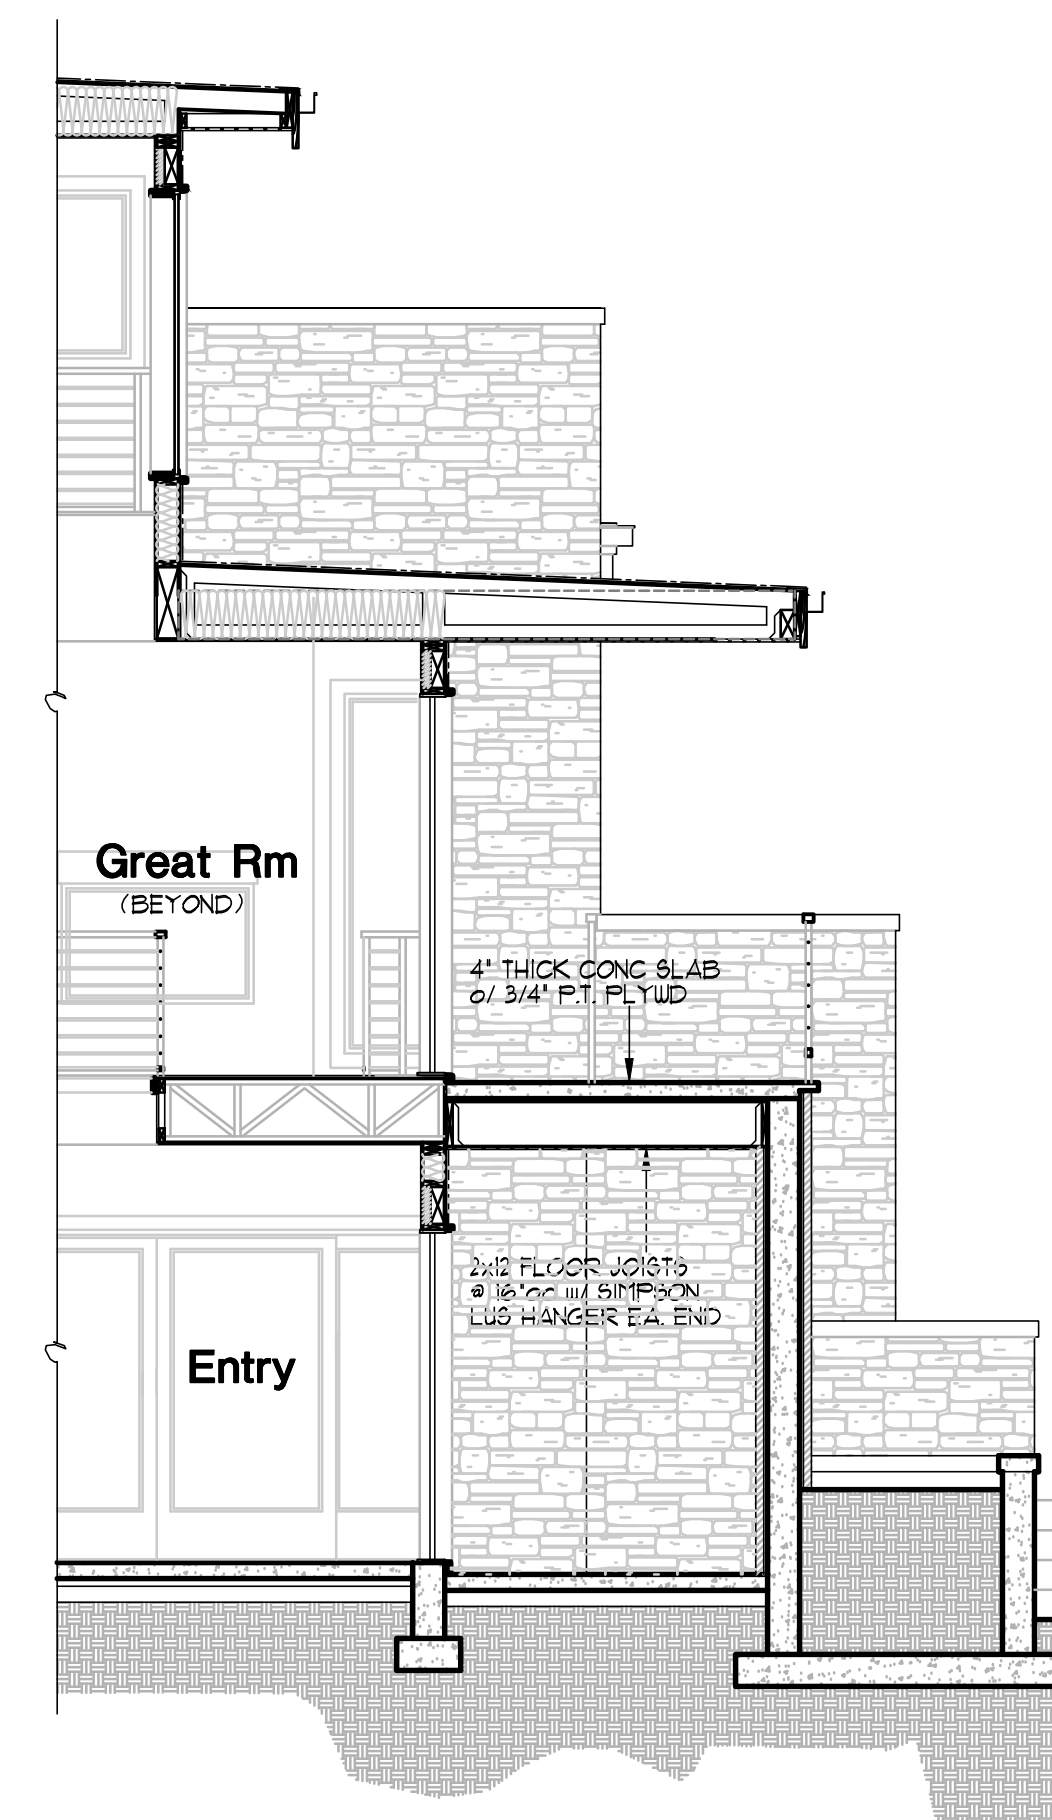 Great Rm
(BEYOND)
4" THICK CONC SLAB
o/ 3/4" P.T. PLYWD
2x12 FLOOR JOISTS
@ 16"oc w/ SIMPSON
LUS HANGER EA. END
Entry